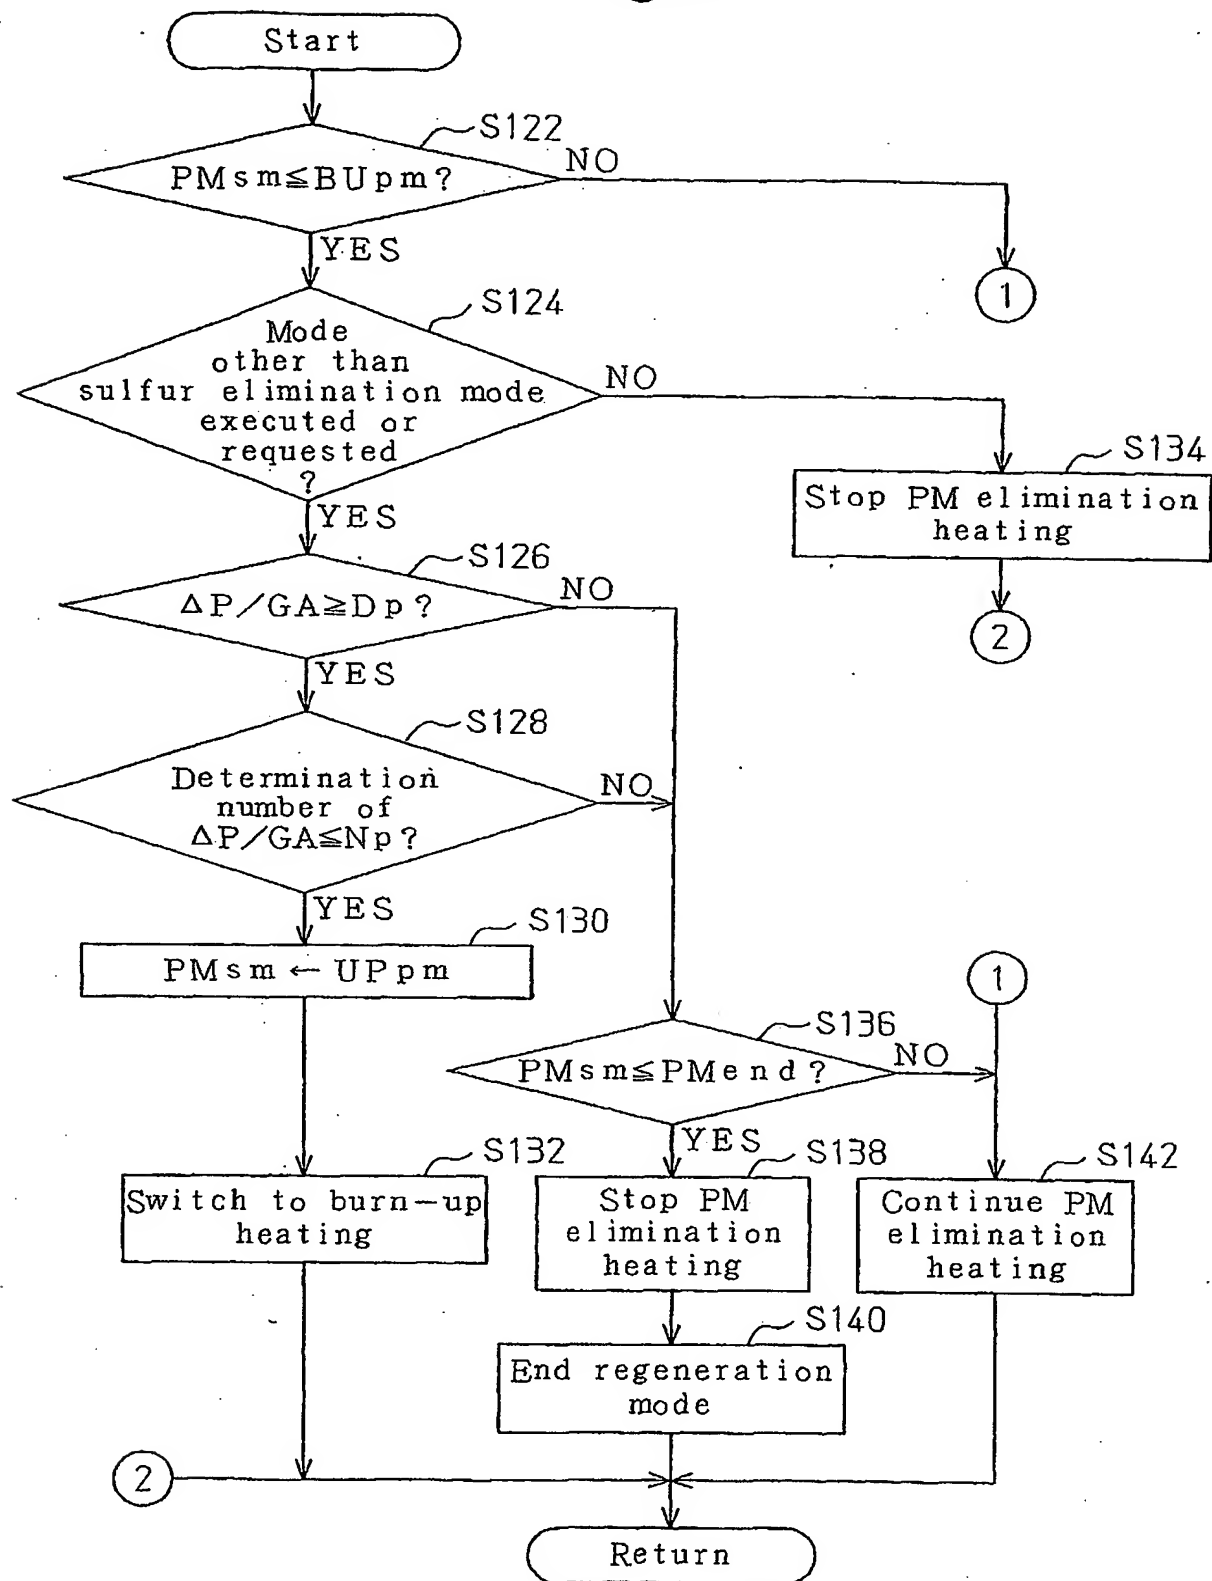 Start
S122
PMsm≦BUpm?
NO
YES
1
S124
Mode
other than
sulfur elimination mode
executed or
requested
?
NO
YES
S134
Stop PM elimination
heating
2
S126
ΔP/GA≧Dp?
NO
YES
S128
Determination
number of
ΔP/GA≦Np?
NO
YES
S130
PMsm ← UPpm
1
S136
PMsm≦PMend?
NO
YES
S132
Switch to burn-up
heating
S138
Stop PM
elimination
heating
S142
Continue PM
elimination
heating
S140
End regeneration
mode
2
Return